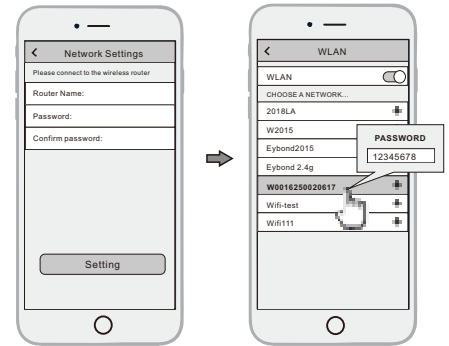 Network Settings
Please connect to the wireless router
Router Name:
Password:
Confirm password:
Setting
WLAN
WLAN
CHOOSE A NETWORK...
2018LA
W2015
Eybond2015
Eybond 2.4g
W0016250020617
Wifi-test
Wifi111
PASSWORD
12345678